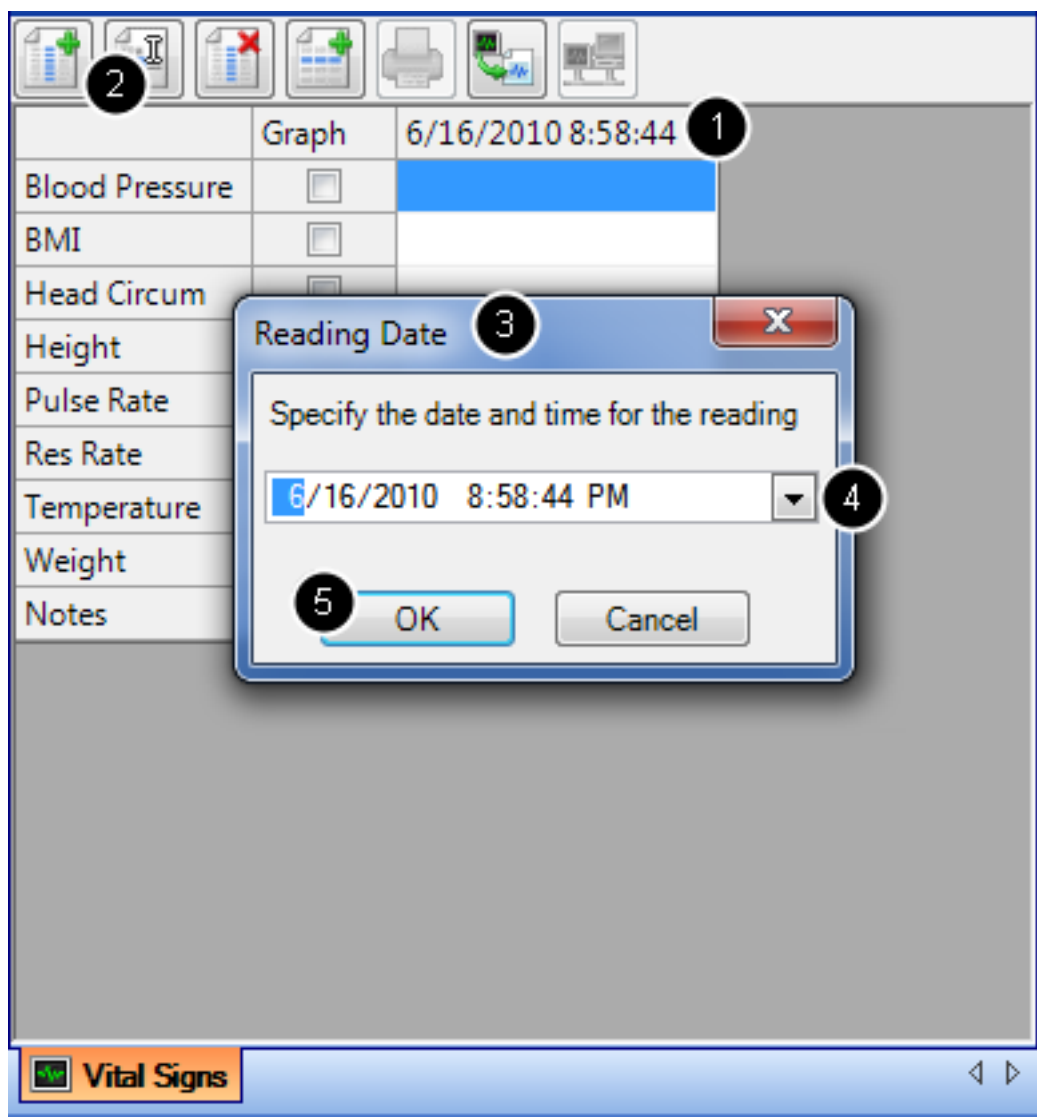 2
Graph 6/16/2010 8:58:44 1
Blood Pressure
BMI
Head Circum
Height
Pulse Rate
Res Rate
Temperature
Weight
Notes
Reading Date 3
Specify the date and time for the reading
6/16/2010 8:58:44 PM 4
5 OK Cancel
Vital Signs